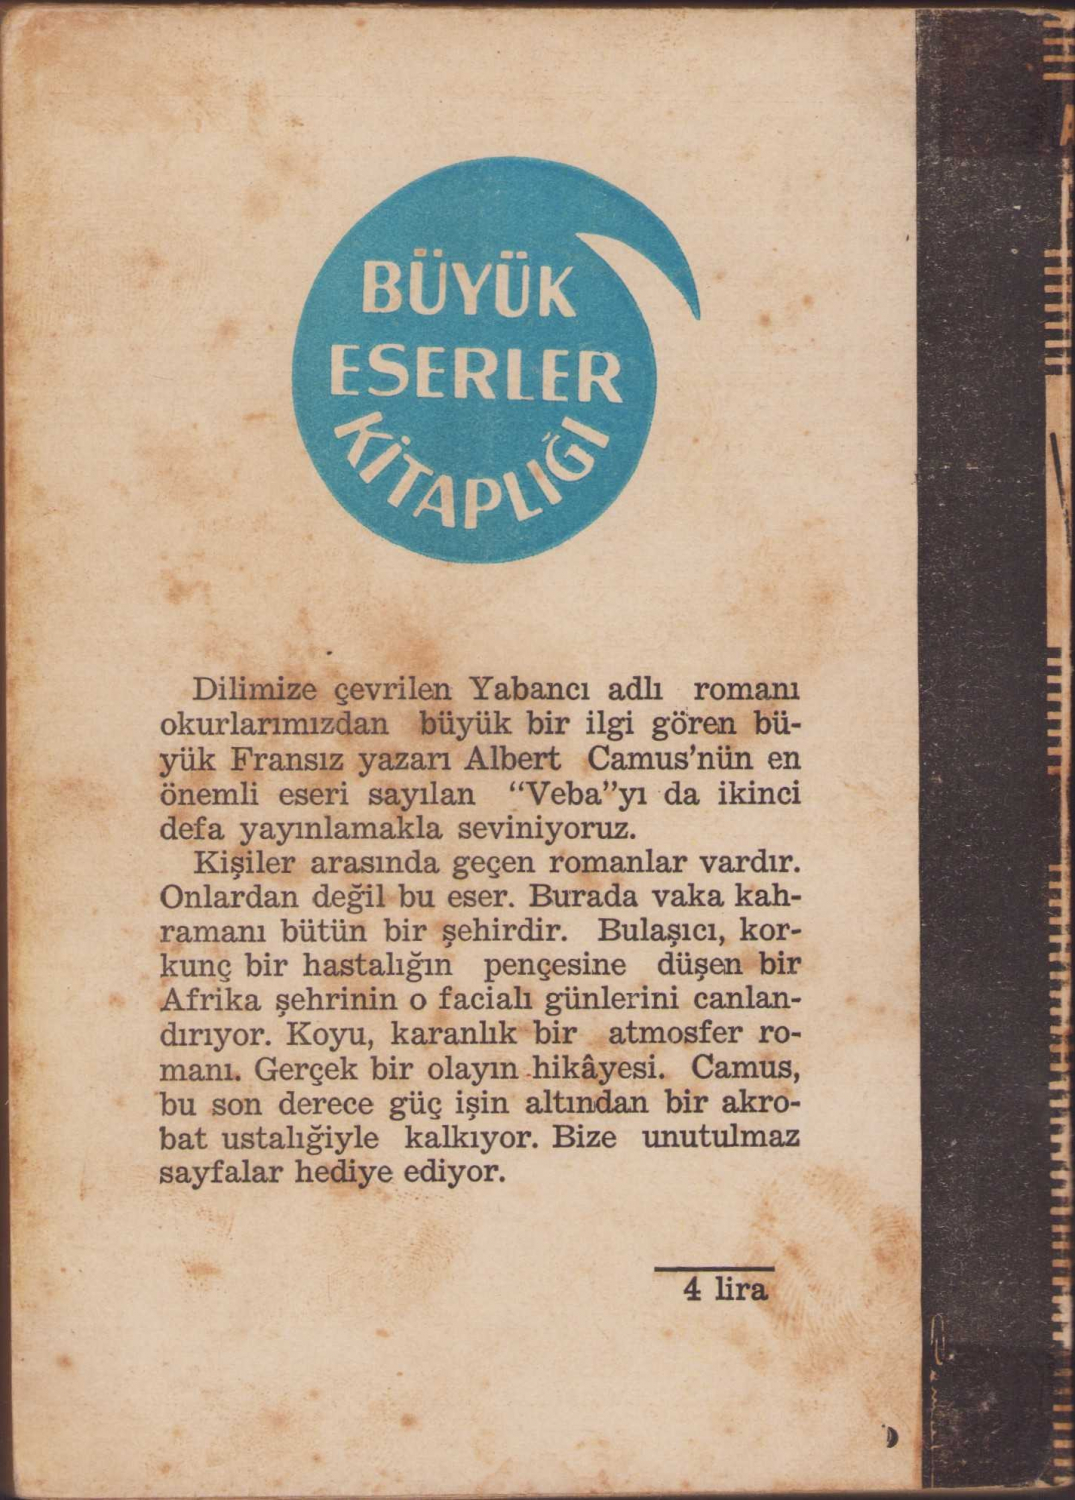 BÜYÜK
ESERLER
KİTAPLIĞI
Dilimize çevrilen Yabancı adlı romanı
okurlarımızdan büyük bir ilgi gören bü-
yük Fransız yazarı Albert Camus'nün en
önemli eseri sayılan “Veba”yı da ikinci
defa yayınlamakla seviniyoruz.
Kişiler arasında geçen romanlar vardır.
Onlardan değil bu eser. Burada vaka kah-
ramanı bütün bir şehirdir. Bulaşıcı, kor-
kunç bir hastalığın pençesine düşen bir
Afrika şehrinin o facialı günlerini canlan-
dırıyor. Koyu, karanlık bir atmosfer ro-
manı. Gerçek bir olayın hikâyesi. Camus,
bu son derece güç işin altından bir akro-
bat ustalığiyle kalkıyor. Bize unutulmaz
sayfalar hediye ediyor.
4 lira